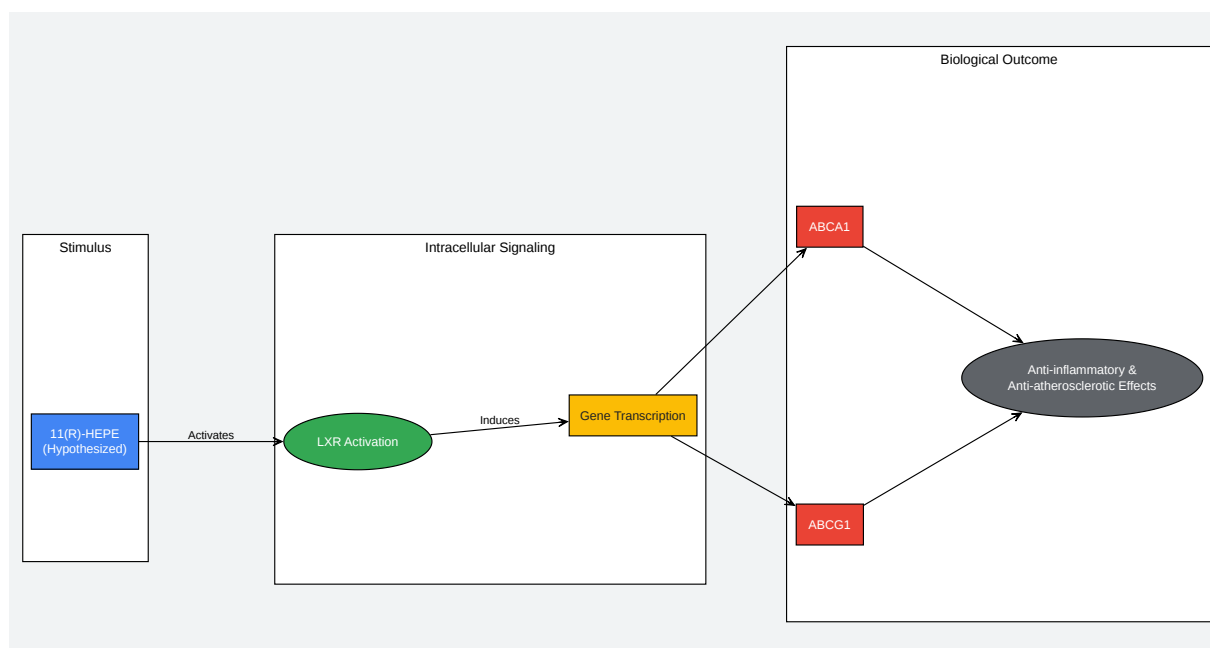 Stimulus
11(R)-HEPE
(Hypothesized)
Activates
Intracellular Signaling
LXR Activation
Induces
Gene Transcription
Biological Outcome
ABCA1
ABCG1
Anti-inflammatory &
Anti-atherosclerotic Effects